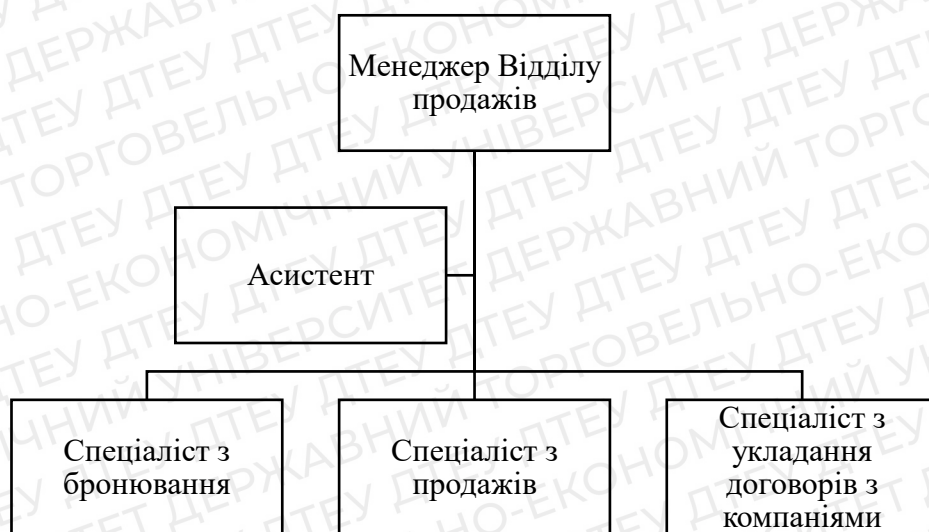 Менеджер Відділу
продажів
Асистент
Спеціаліст з
бронювання
Спеціаліст з
продажів
Спеціаліст з
укладання
договорів з
компаніями